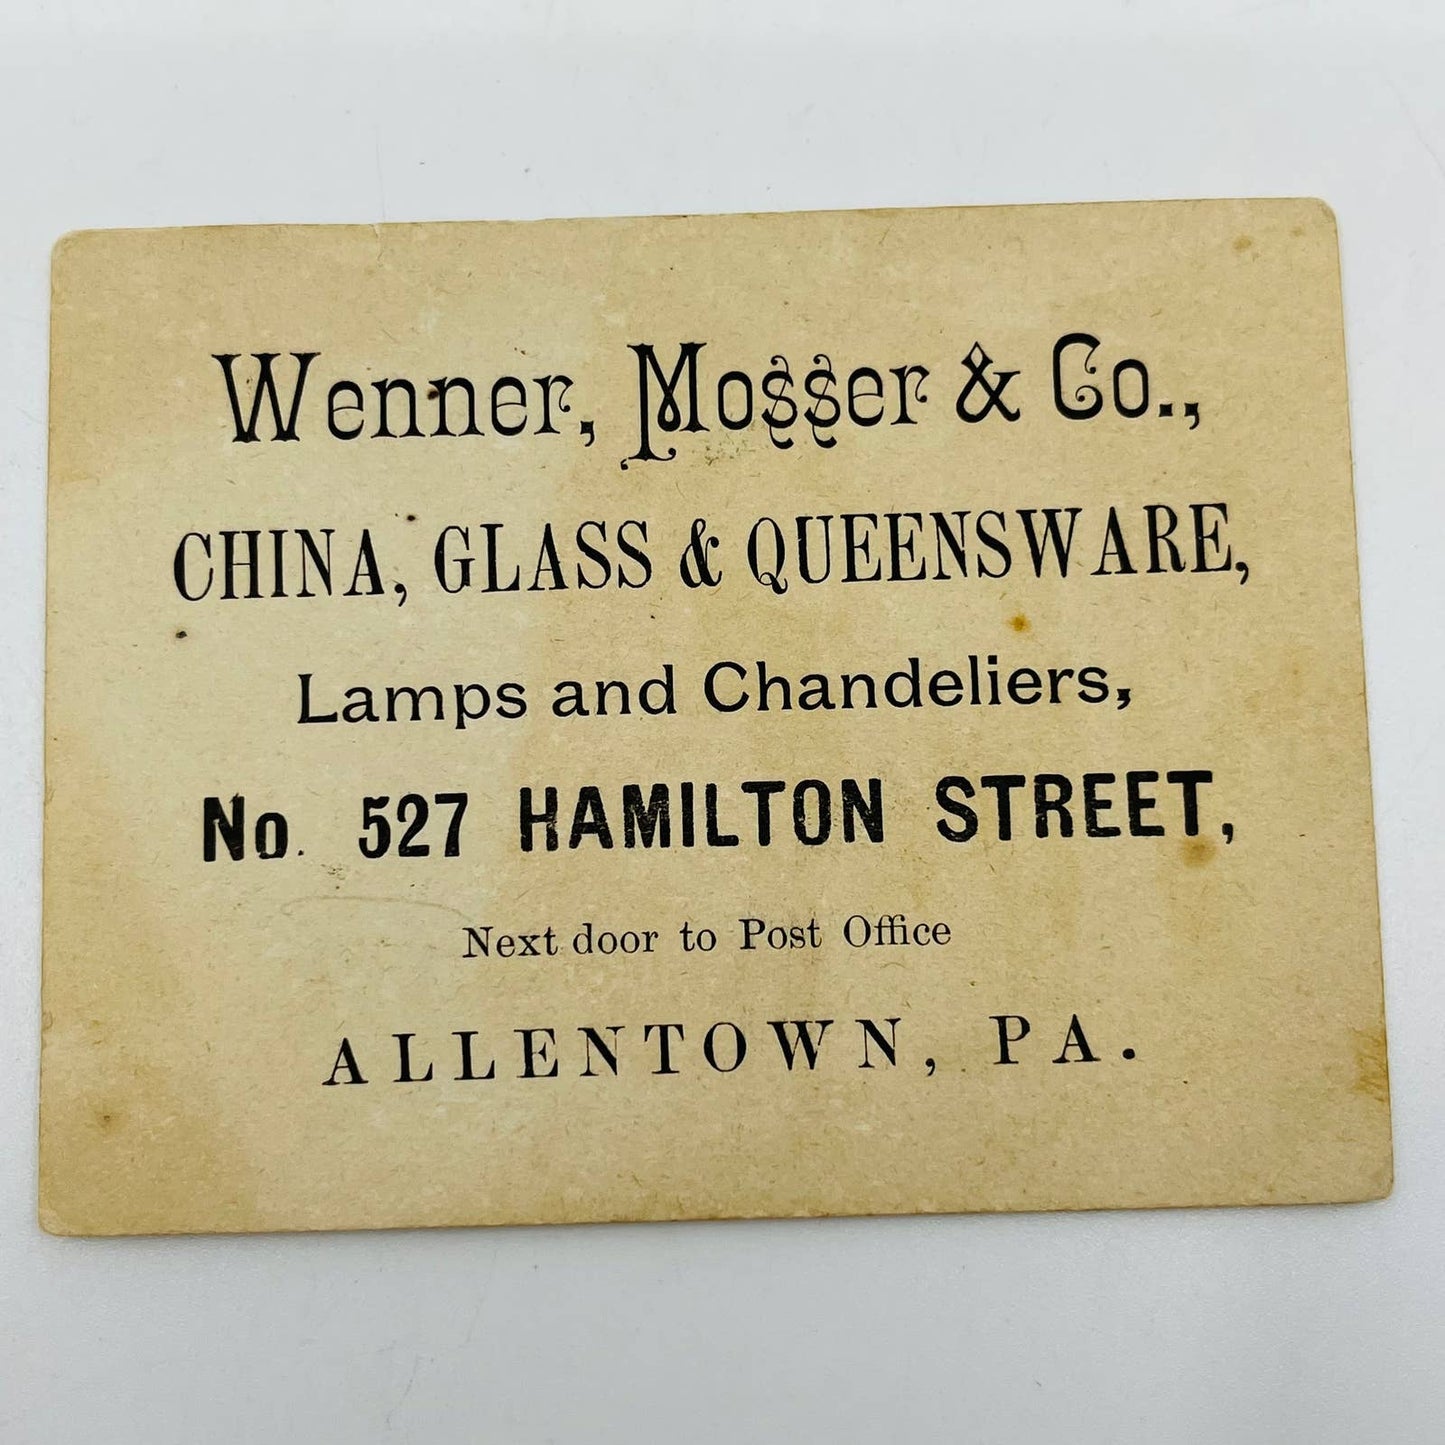 Wenner, Mosser & Co.,
CHINA, GLASS & QUEENSWARE,
Lamps and Chandeliers,
No. 527 HAMILTON STREET,
Next door to Post Office
ALLENTOWN, PA.